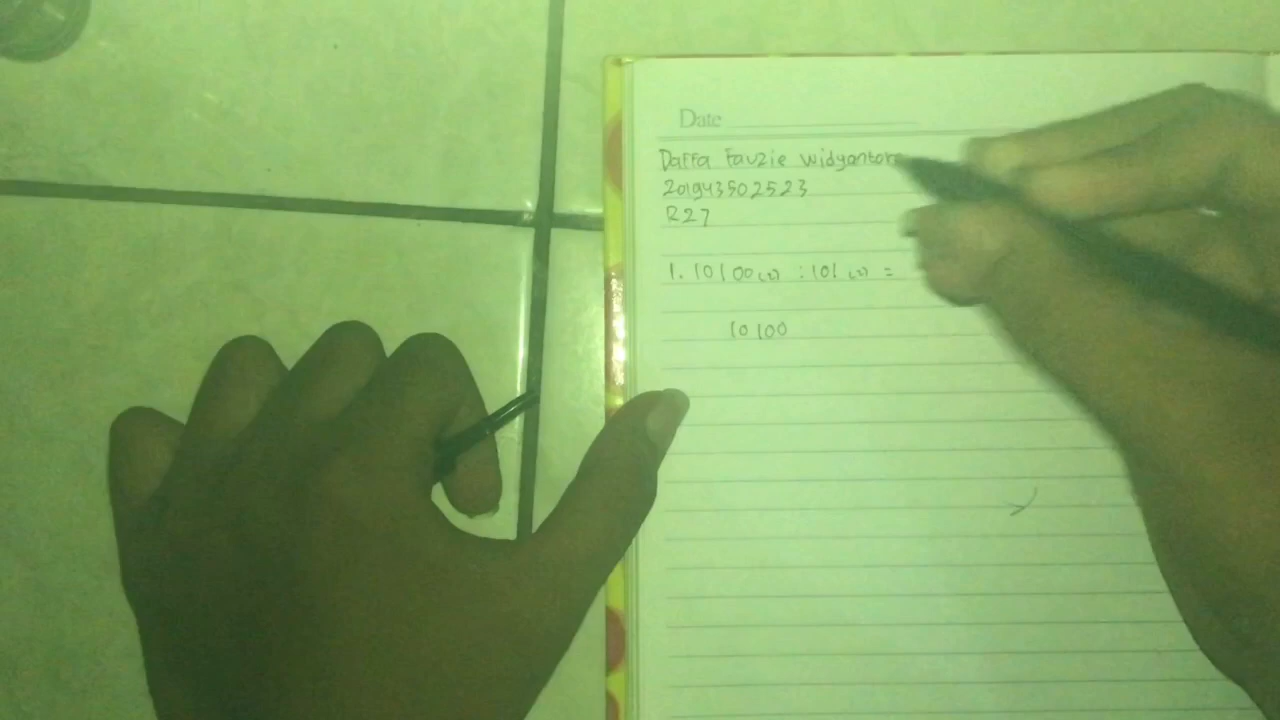 Date
Daffa Fauzie Widyantoro
201943502523
R27
1. 10100(2) : 101(2) =
10100